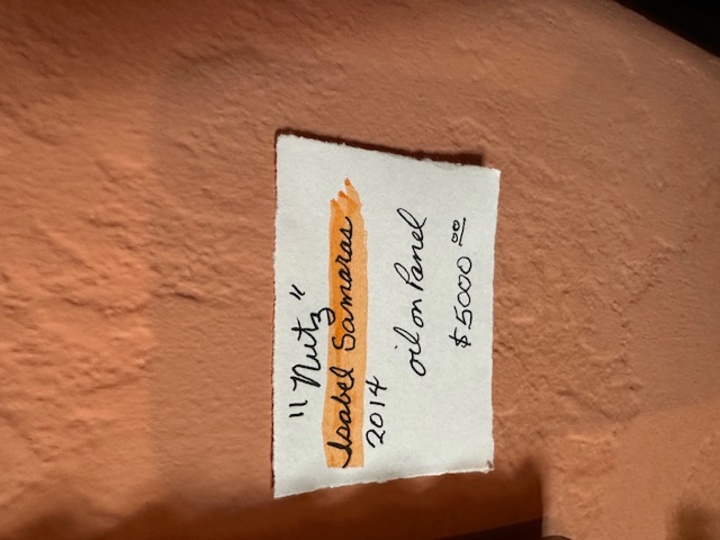 "Nutz"
Isabel Samaras
2014
oil on Panel
$5000 00